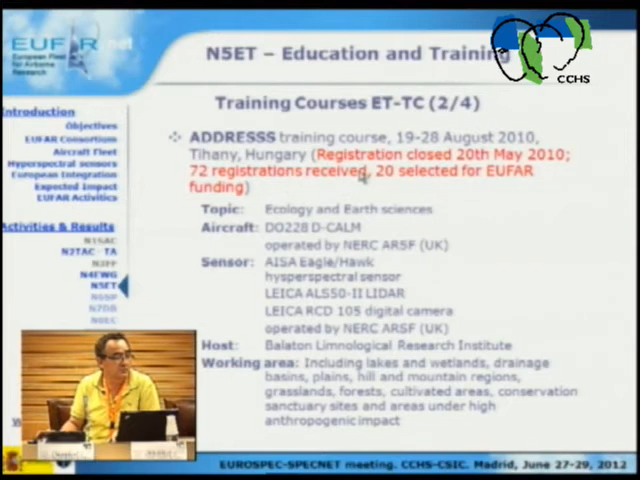 EUFAR.net
European Fleet
for Airborne
Research
N5ET – Education and Training
CCHS
Introduction
Objectives
EUFAR Consortium
Aircraft Fleet
Hyperspectral sensors
European Integration
Expected Impact
EUFAR Activities
Activities & Results
N1SAC
N2TAC - TA
N3FF
N4EWG
N5ET
N6SP
N7DB
N8EC
Training Courses ET-TC (2/4)
ADDRESSS training course, 19-28 August 2010,
Tihany, Hungary (Registration closed 20th May 2010;
72 registrations received, 20 selected for EUFAR
funding)
Topic: Ecology and Earth sciences
Aircraft: DO228 D-CALM
operated by NERC ARSF (UK)
Sensor: AISA Eagle/Hawk
hysperspectral sensor
LEICA ALS50-II LIDAR
LEICA RCD 105 digital camera
operated by NERC ARSF (UK)
Host: Balaton Limnological Research Institute
Working area: Including lakes and wetlands, drainage
basins, plains, hill and mountain regions,
grasslands, forests, cultivated areas, conservation
sanctuary sites and areas under high
anthropogenic impact
EUROSPEC-SPECNET meeting. CCHS-CSIC. Madrid, June 27-29, 2012